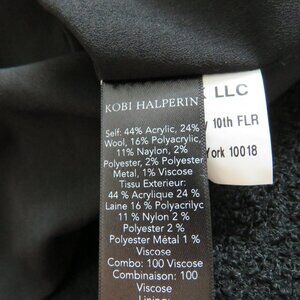 KOBI HALPERIN
Self: 44% Acrylic, 24%
Wool, 16% Polyacrylic,
11% Naylon, 2%
Polyester, 2% Polyester
Metal, 1% Viscose
Tissu Exterieur:
44% Acrylique 24 %
Laine 16 % Polyacrilyc
11 % Nylon 2 %
Polyester 2 %
Polyester Métal 1 %
Viscose
Combo: 100 Viscose
Combinaison: 100
Viscose
LLC
10th FLR
York 10018